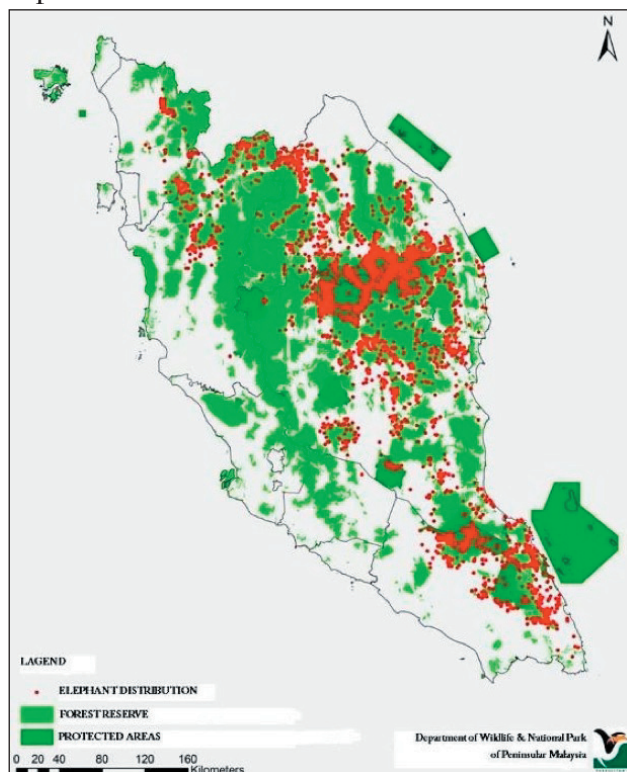 N
LAGEND
ELEPHANT DISTRIBUTION
FOREST RESERVE
PROTECTED AREAS
0 20 40 80 120 160
Kilometers
Department of Wildlife & National Park
of Peninsular Malaysia